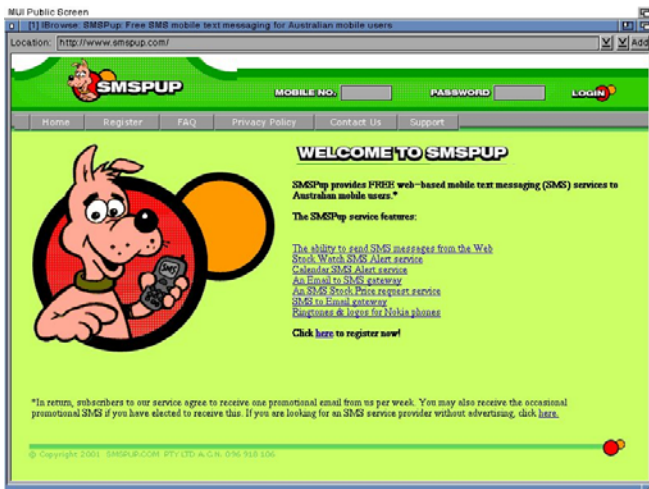 MUI Public Screen
[1] IBrowse: SMSPup: Free SMS mobile text messaging for Australian mobile users
Location: http://www.smspup.com/ Add
SMSPUP
MOBILE NO: PASSWORD LOGIN
Home Register FAQ Privacy Policy Contact Us Support
WELCOME TO SMSPUP
SMSPup provides FREE web-based mobile text messaging (SMS) services to
Australian mobile users.*
The SMSPup service features:
The ability to send SMS messages from the Web
Stock Watch SMS Alert service
Calendar SMS Alert service
An Email to SMS gateway
An SMS Stock Price request service
SMS to Email gateway
Ringtones & logos for Nokia phones
Click here to register now!
SMS
*In return, subscribers to our service agree to receive one promotional email from us per week. You may also receive the occasional
promotional SMS if you have elected to receive this. If you are looking for an SMS service provider without advertising, click here.
© Copyright 2001 SMSPUP.COM PTY LTD A.C.N. 096 918 106